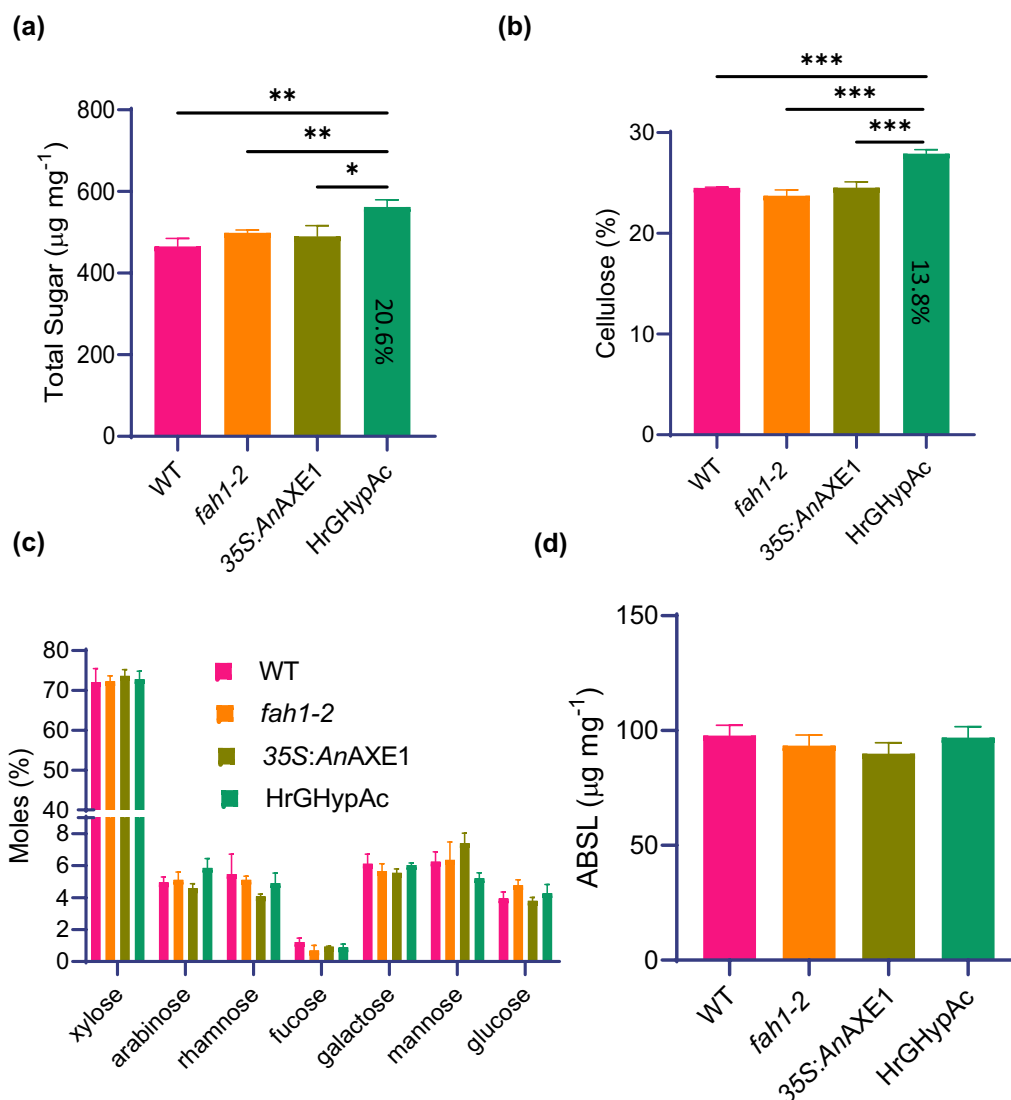 (a)
**
**
*
800
600
400
200
0
Total Sugar (µg mg⁻¹)
20.6%
WT
fah1-2
35S:AnAXE1
HrGHypAc
(b)
***
***
***
30
20
10
0
Cellulose (%)
13.8%
WT
fah1-2
35S:AnAXE1
HrGHypAc
(c)
80
70
60
50
40
8
6
4
2
0
Moles (%)
WT
fah1-2
35S:AnAXE1
HrGHypAc
xylose
arabinose
rhamnose
fucose
galactose
mannose
glucose
(d)
150
100
50
0
ABSL (µg mg⁻¹)
WT
fah1-2
35S:AnAXE1
HrGHypAc